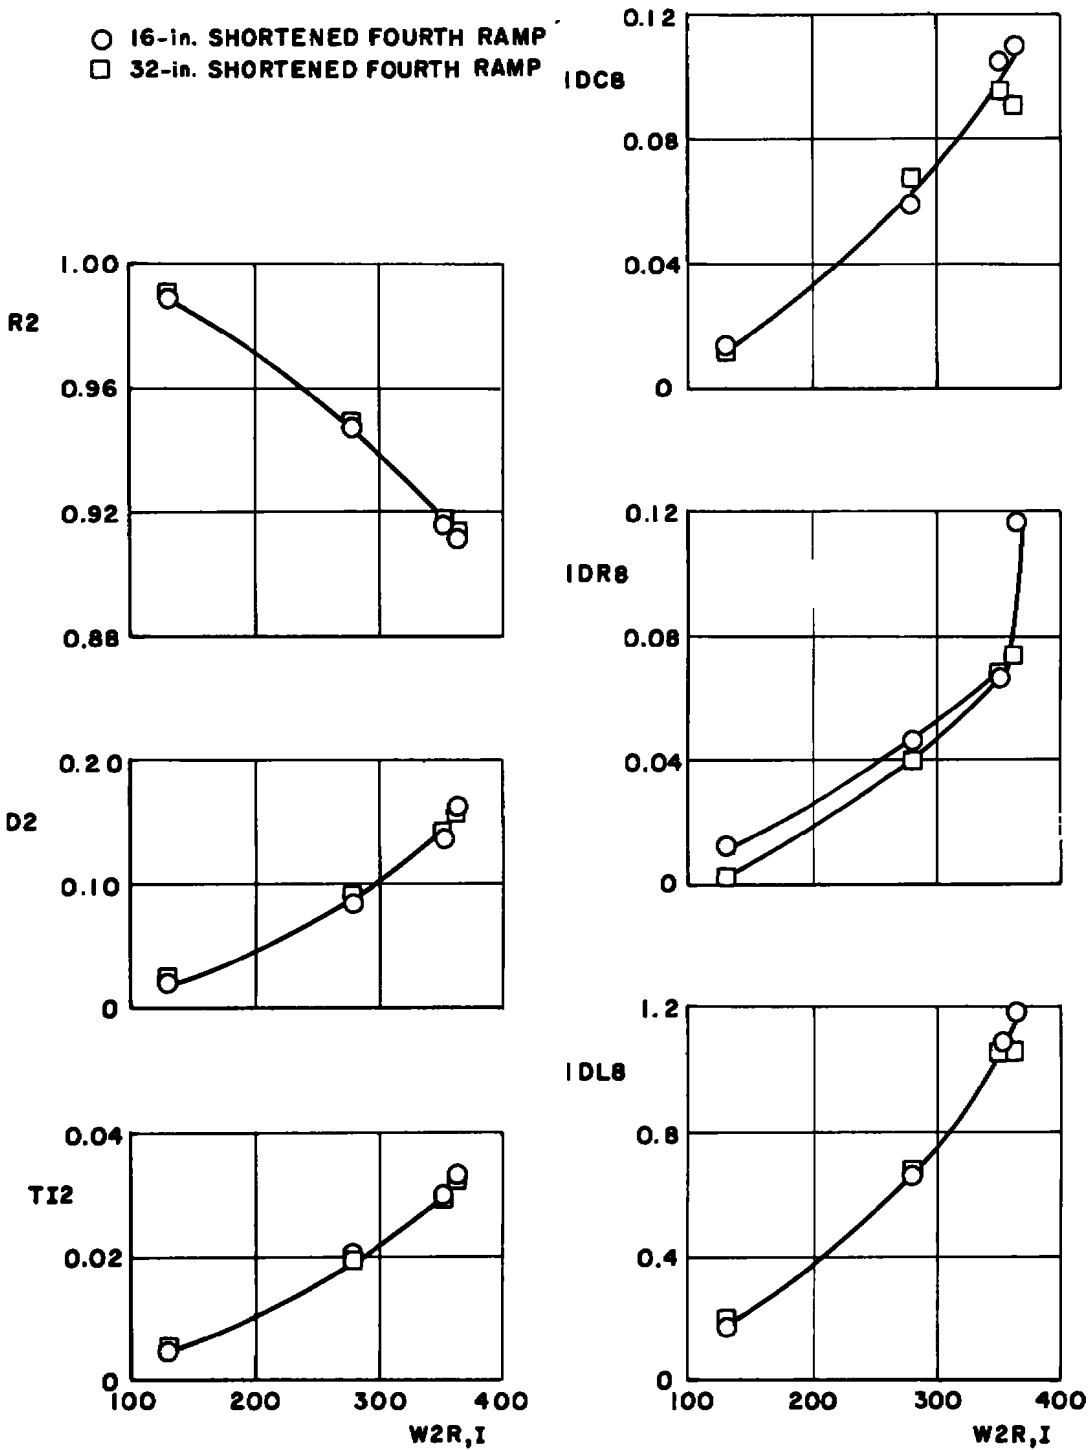 16-in. SHORTENED FOURTH RAMP
32-in. SHORTENED FOURTH RAMP
R2
1.00
0.96
0.92
0.88
D2
0.20
0.10
0
TI2
0.04
0.02
0
100 200 300 400
W2R,I
IDC8
0.12
0.08
0.04
0
IDR8
0.12
0.08
0.04
0
IDL8
1.2
0.8
0.4
0
100 200 300 400
W2R,I